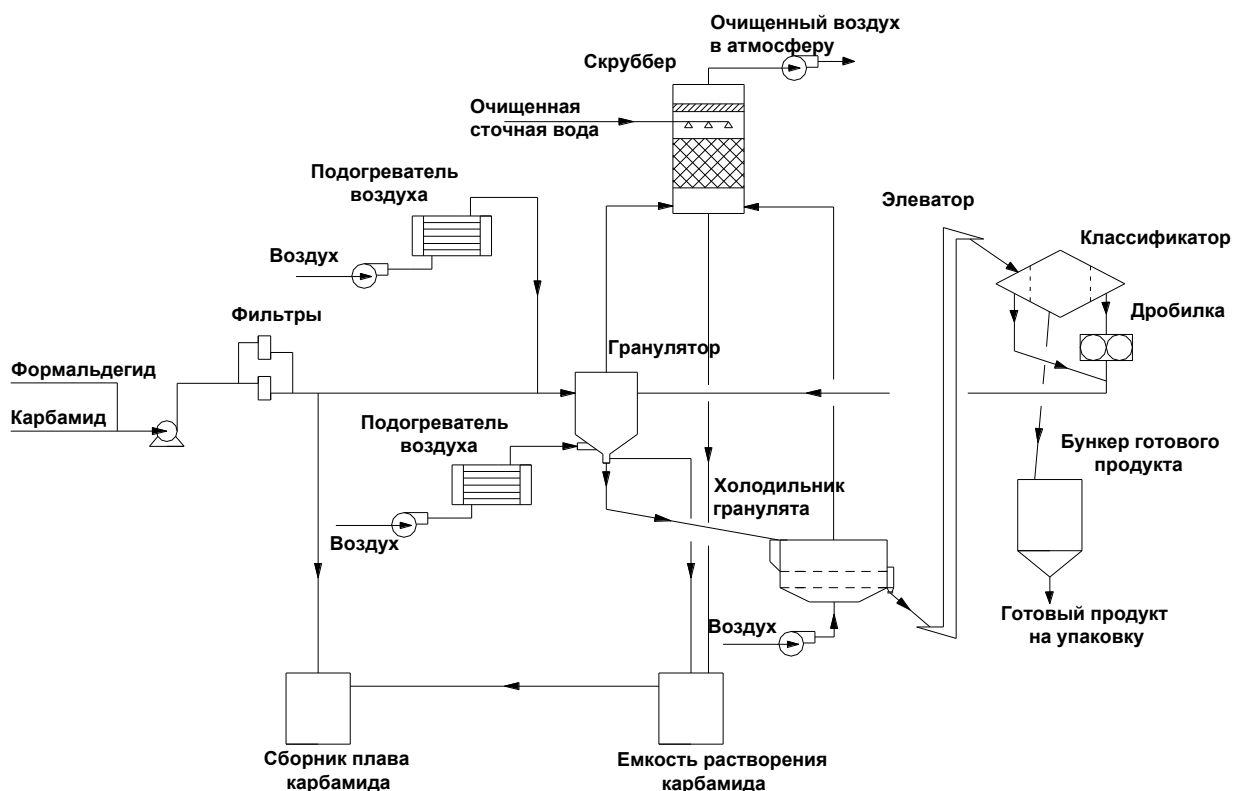 Очищенный воздух
в атмосферу
Скруббер
Очищенная
сточная вода
Подогреватель
воздуха
Элеватор
Классификатор
Воздух
Фильтры
Дробилка
Гранулятор
Формальдегид
Карбамид
Подогреватель
воздуха
Бункер готового
продукта
Холодильник
гранулята
Воздух
Готовый продукт
на упаковку
Воздух
Сборник плава
карбамида
Емкость растворения
карбамида